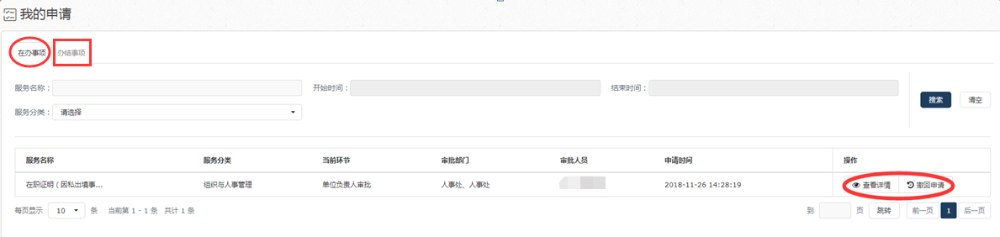 我的申请
在办事项 办结事项
服务名称： 开始时间： 结束时间： 搜索 清空
服务分类： 请选择
服务名称 服务分类 当前环节 审批部门 审批人员 申请时间 操作
在职证明（因私出境事... 组织与人事管理 单位负责人审批 人事处、人事处 2018-11-26 14:28:19 查看详情 撤回申请
每页显示 10 条 当前第 1 - 1 条 共计 1 条 到 页 跳转 前一页 1 后一页